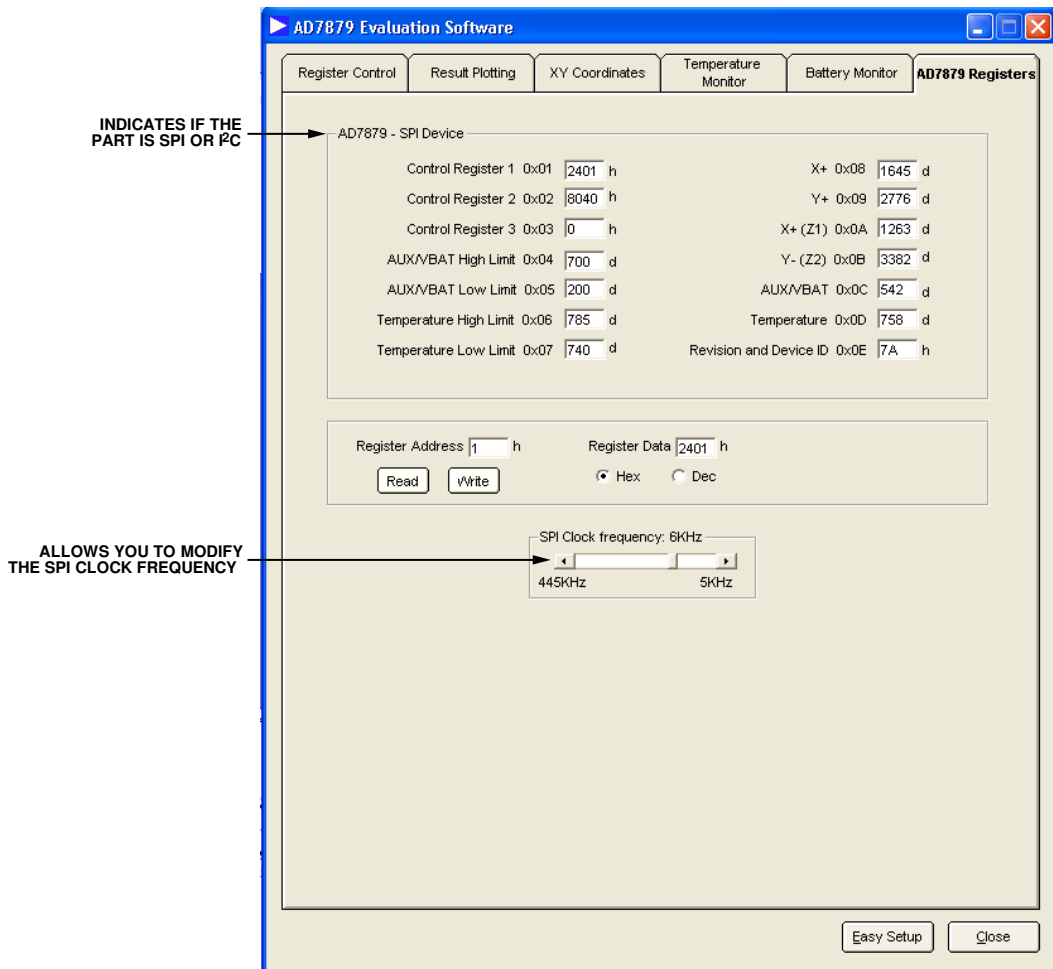 AD7879 Evaluation Software
Register Control
Result Plotting
XY Coordinates
Temperature
Monitor
Battery Monitor
AD7879 Registers
INDICATES IF THE
PART IS SPI OR I²C
AD7879 - SPI Device
Control Register 1 0x01 2401 h
Control Register 2 0x02 8040 h
Control Register 3 0x03 0 h
AUX/VBAT High Limit 0x04 700 d
AUX/VBAT Low Limit 0x05 200 d
Temperature High Limit 0x06 785 d
Temperature Low Limit 0x07 740 d
X+ 0x08 1645 d
Y+ 0x09 2776 d
X+ (Z1) 0x0A 1263 d
Y- (Z2) 0x0B 3382 d
AUX/VBAT 0x0C 542 d
Temperature 0x0D 758 d
Revision and Device ID 0x0E 7A h
Register Address 1 h
Register Data 2401 h
Read
Write
Hex
Dec
ALLOWS YOU TO MODIFY
THE SPI CLOCK FREQUENCY
SPI Clock frequency: 6KHz
445KHz
5KHz
Easy Setup
Close